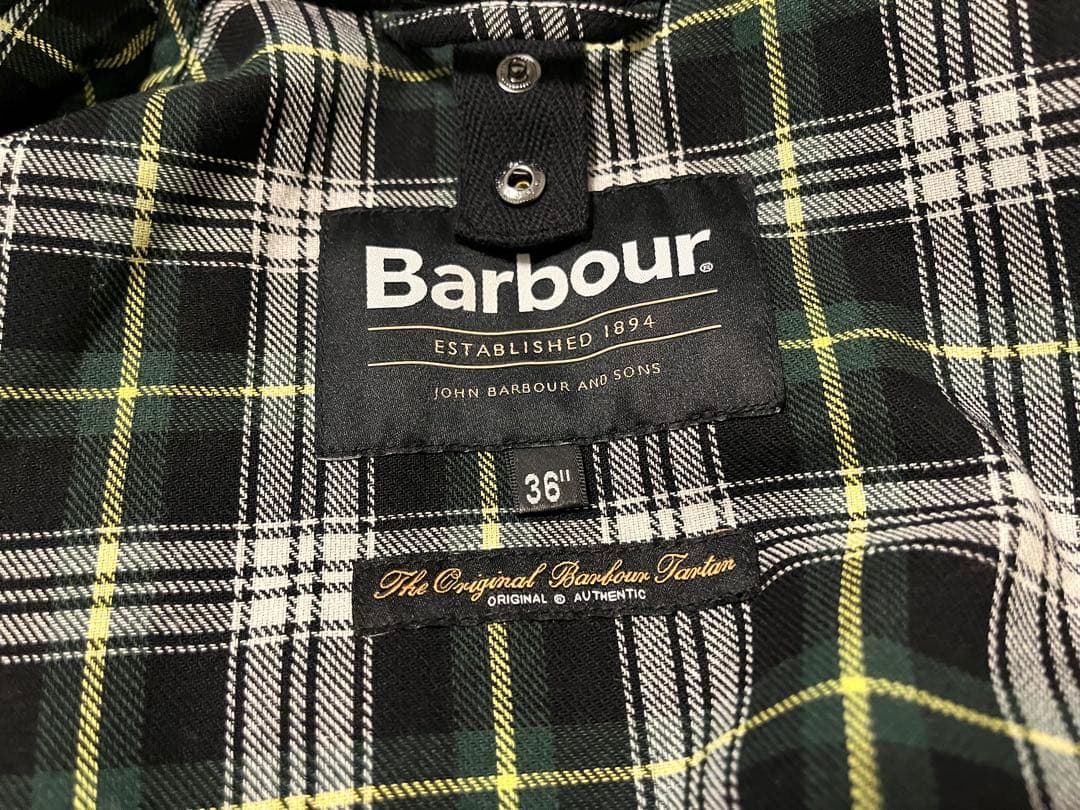 Barbour®
ESTABLISHED 1894
JOHN BARBOUR AND SONS
36"
The Original Barbour Tartan
ORIGINAL ® AUTHENTIC